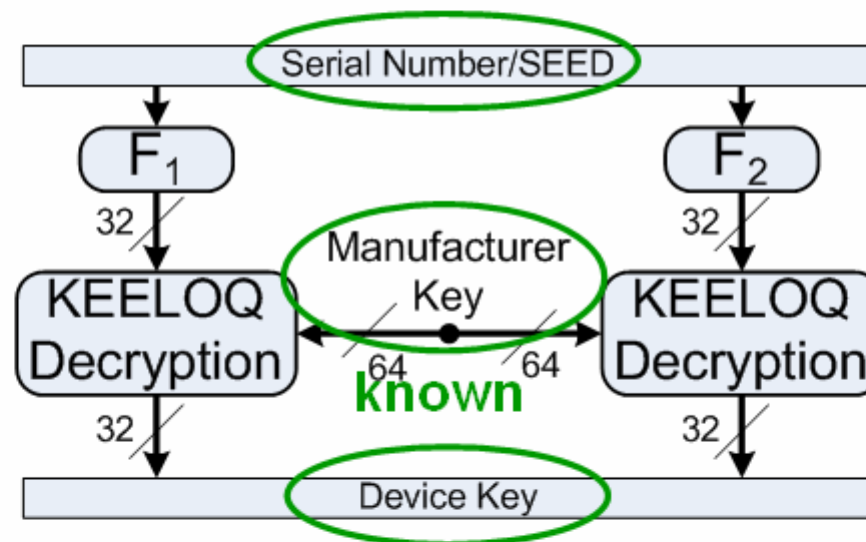 Serial Number/SEED
F1
F2
32
32
Manufacturer
Key
KEELOQ
Decryption
KEELOQ
Decryption
64
64
known
32
32
Device Key